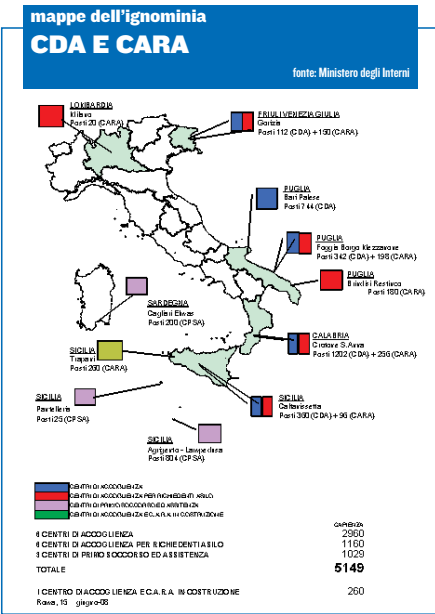 mappe dell'ignominia
CDA E CARA
fonte: Ministero degli Interni
LOMBARDIA
Milano
Posti 20 (CARA)
FRIULI VENEZIA GIULIA
Gorizia
Posti 112 (CDA) + 150 (CARA)
PUGLIA
Bari Palese
Posti 744 (CDA)
PUGLIA
Foggia Borgo Mezzanone
Posti 342 (CDA) + 198 (CARA)
PUGLIA
Brindisi Restinco
Posti 180 (CARA)
SARDEGNA
Cagliari Elmas
Posti 200 (CPSA)
SICILIA
Trapani
Posti 260 (CARA)
CALABRIA
Crotone S. Anna
Posti 1202 (CDA) + 256 (CARA)
SICILIA
Pantelleria
Posti 25 (CPSA)
SICILIA
Caltanissetta
Posti 360 (CDA) + 96 (CARA)
SICILIA
Agrigento - Lampedusa
Posti 804 (CPSA)
CENTRI DI ACCOGLIENZA
CENTRI DI ACCOGLIENZA PER RICHIEDENTI ASILO
CENTRI DI PRIMO SOCCORSO ED ASSISTENZA
CENTRI DI ACCOGLIENZA E C.A.R.A. IN COSTRUZIONE
CAPIENZA
6 CENTRI DI ACCOGLIENZA 2960
6 CENTRI DI ACCOGLIENZA PER RICHIEDENTI ASILO 1160
3 CENTRI DI PRIMO SOCCORSO ED ASSISTENZA 1029
TOTALE 5149
1 CENTRO DI ACCOGLIENZA E C.A.R.A. IN COSTRUZIONE 260
Roma, 15 giugno-08